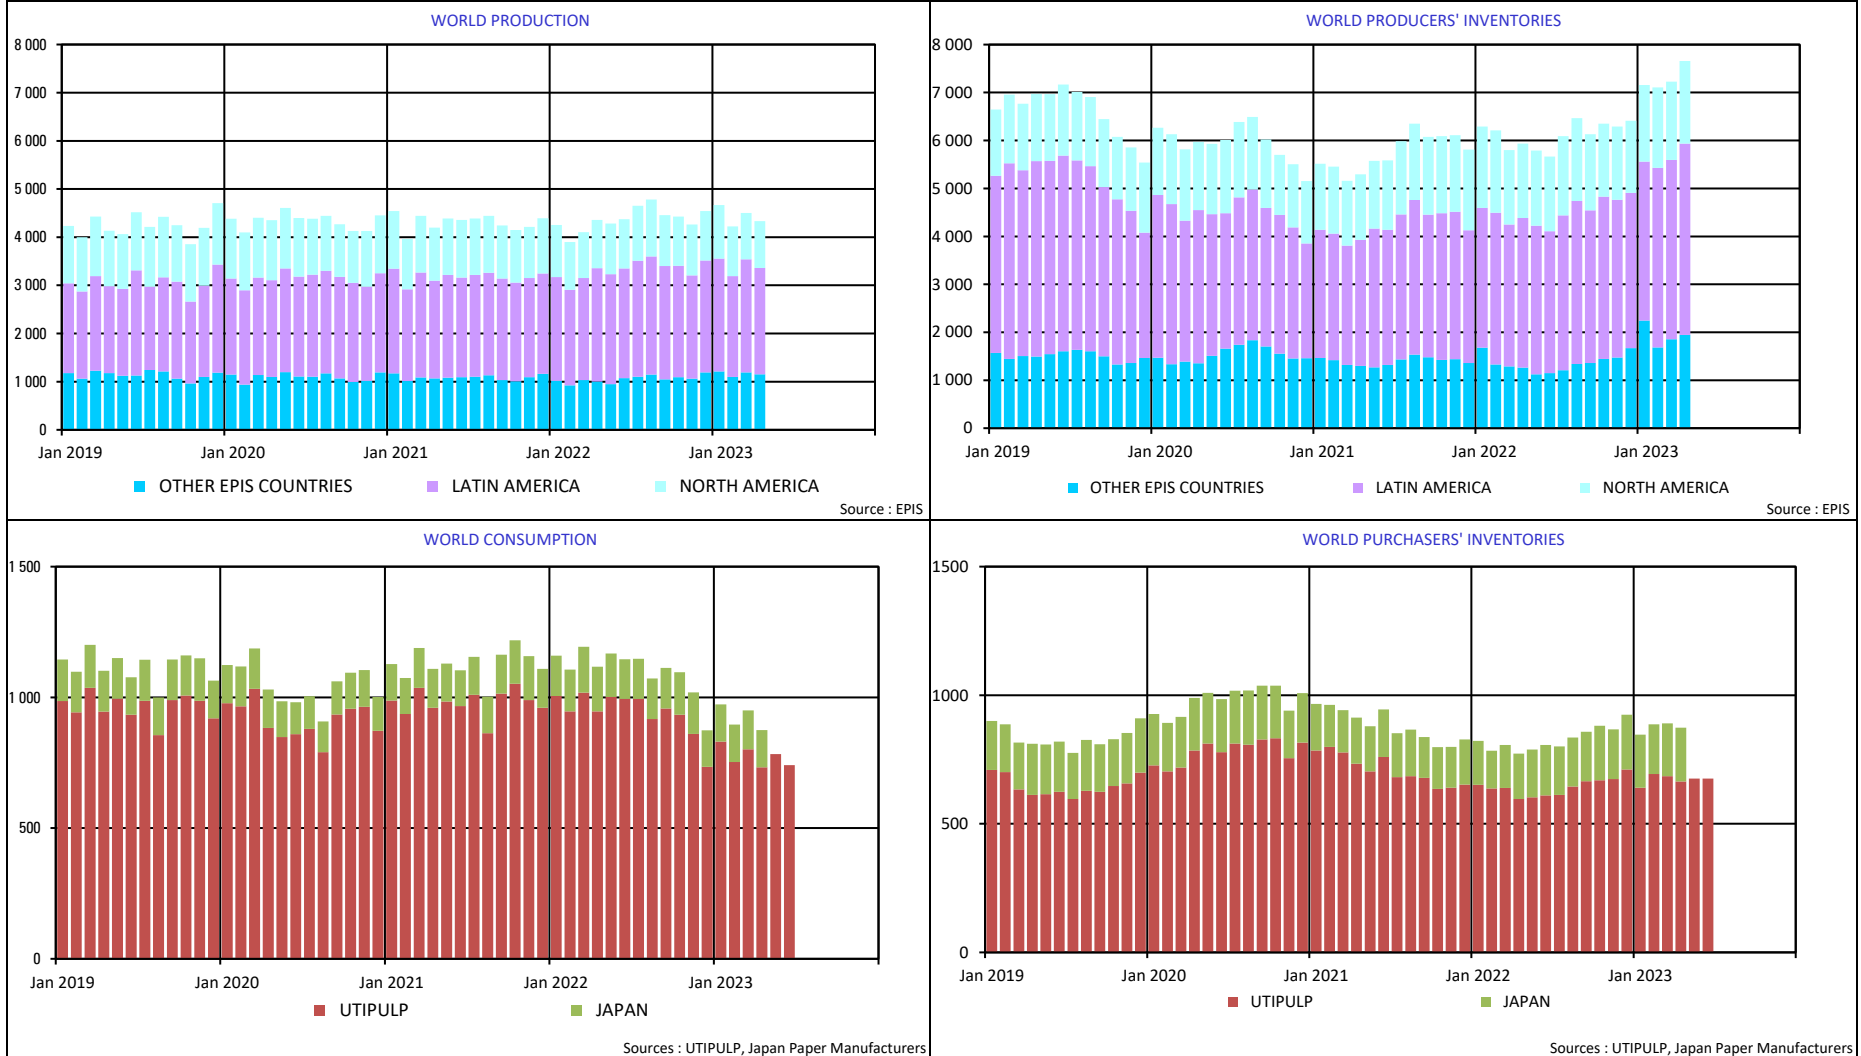 WORLD PRODUCTION
8 000
7 000
6 000
5 000
4 000
3 000
2 000
1 000
0
Jan 2019 Jan 2020 Jan 2021 Jan 2022 Jan 2023
OTHER EPIS COUNTRIES LATIN AMERICA NORTH AMERICA
Source : EPIS
WORLD PRODUCERS' INVENTORIES
8 000
7 000
6 000
5 000
4 000
3 000
2 000
1 000
0
Jan 2019 Jan 2020 Jan 2021 Jan 2022 Jan 2023
OTHER EPIS COUNTRIES LATIN AMERICA NORTH AMERICA
Source : EPIS
WORLD CONSUMPTION
1 500
1 000
500
0
Jan 2019 Jan 2020 Jan 2021 Jan 2022 Jan 2023
UTIPULP JAPAN
Sources : UTIPULP, Japan Paper Manufacturers
WORLD PURCHASERS' INVENTORIES
1500
1000
500
0
Jan 2019 Jan 2020 Jan 2021 Jan 2022 Jan 2023
UTIPULP JAPAN
Sources : UTIPULP, Japan Paper Manufacturers